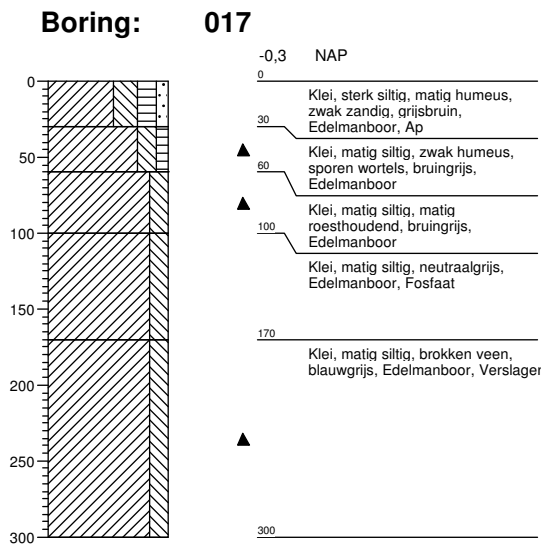 Boring: 017
-0,3 NAP
0
0
Klei, sterk siltig, matig humeus,
zwak zandig, grijsbruin,
Edelmanboor, Ap
30
Klei, matig siltig, zwak humeus,
sporen wortels, bruingrijs,
Edelmanboor
50
60
Klei, matig siltig, matig
roesthoudend, bruingrijs,
Edelmanboor
100
100
Klei, matig siltig, neutraalgrijs,
Edelmanboor, Fosfaat
150
170
Klei, matig siltig, brokken veen,
blauwgrijs, Edelmanboor, Verslagen
200
250
300
300